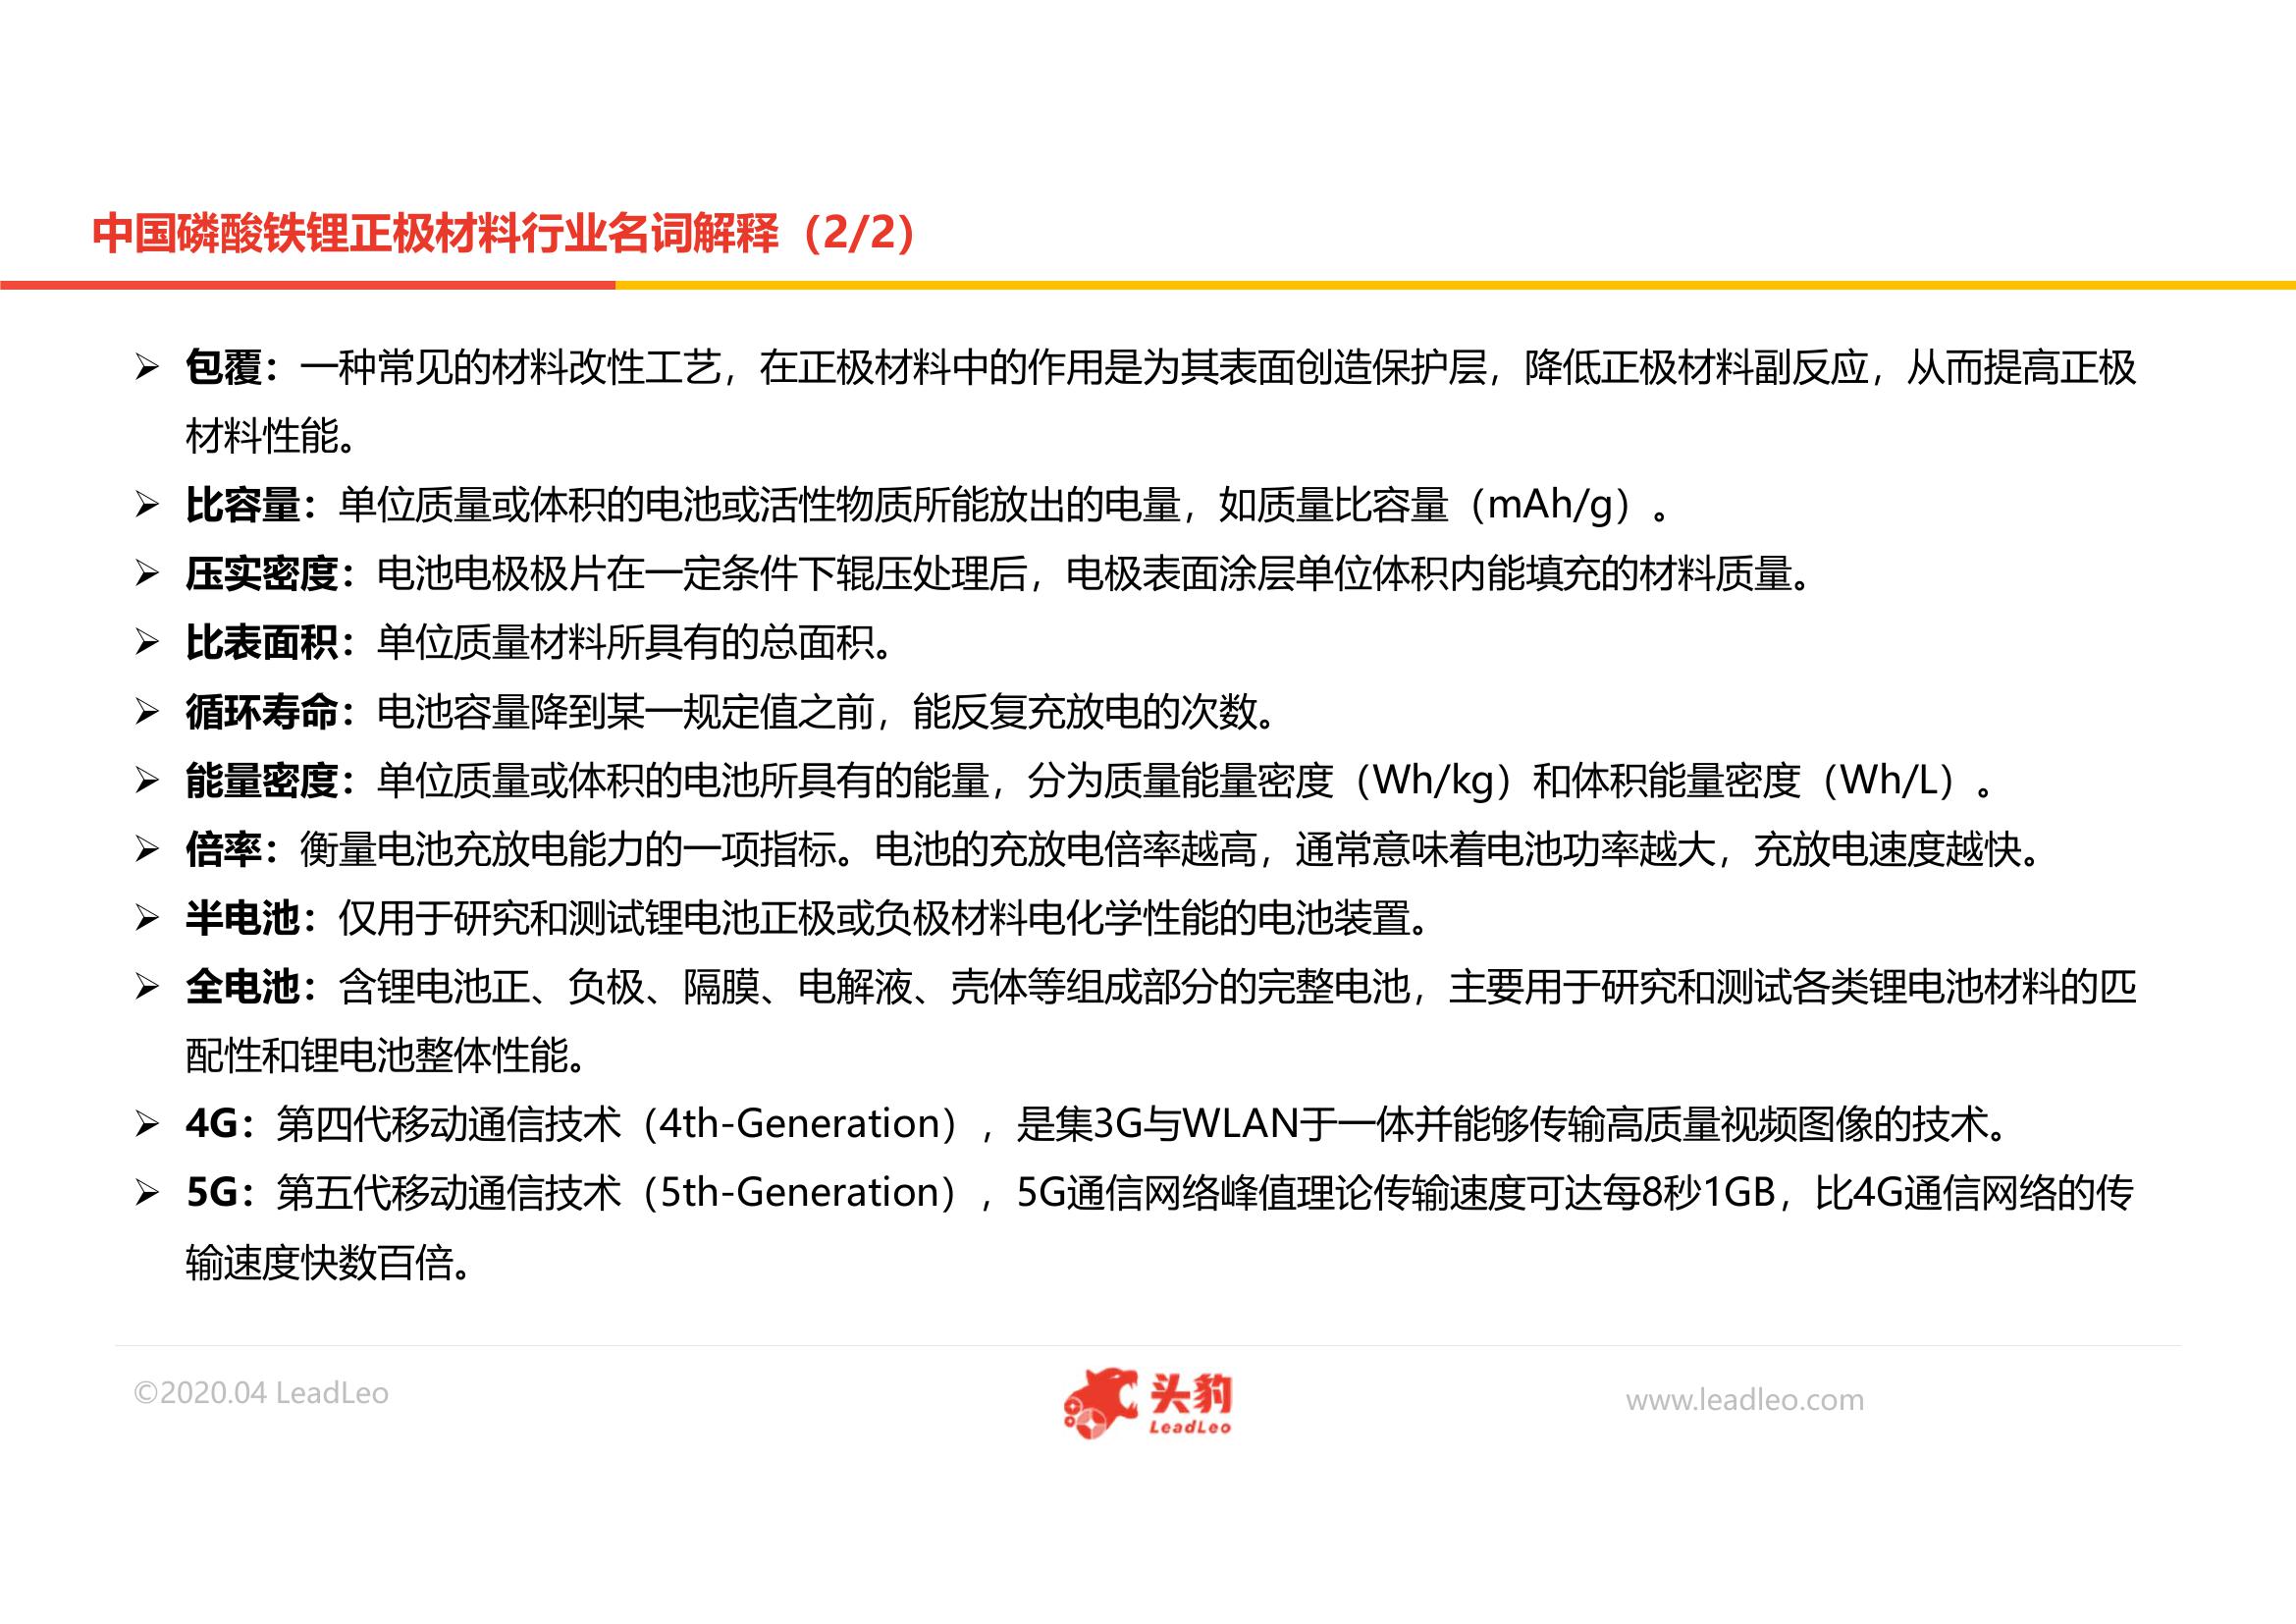 中国磷酸铁锂正极材料行业名词解释（2/2）
➢ 包覆：一种常见的材料改性工艺，在正极材料中的作用是为其表面创造保护层，降低正极材料副反应，从而提高正极
材料性能。
➢ 比容量：单位质量或体积的电池或活性物质所能放出的电量，如质量比容量（mAh/g）。
➢ 压实密度：电池电极极片在一定条件下辊压处理后，电极表面涂层单位体积内能填充的材料质量。
➢ 比表面积：单位质量材料所具有的总面积。
➢ 循环寿命：电池容量降到某一规定值之前，能反复充放电的次数。
➢ 能量密度：单位质量或体积的电池所具有的能量，分为质量能量密度（Wh/kg）和体积能量密度（Wh/L）。
➢ 倍率：衡量电池充放电能力的一项指标。电池的充放电倍率越高，通常意味着电池功率越大，充放电速度越快。
➢ 半电池：仅用于研究和测试锂电池正极或负极材料电化学性能的电池装置。
➢ 全电池：含锂电池正、负极、隔膜、电解液、壳体等组成部分的完整电池，主要用于研究和测试各类锂电池材料的匹
配性和锂电池整体性能。
➢ 4G：第四代移动通信技术（4th-Generation），是集3G与WLAN于一体并能够传输高质量视频图像的技术。
➢ 5G：第五代移动通信技术（5th-Generation），5G通信网络峰值理论传输速度可达每8秒1GB，比4G通信网络的传
输速度快数百倍。
©2020.04 LeadLeo
头豹
LeadLeo
www.leadleo.com